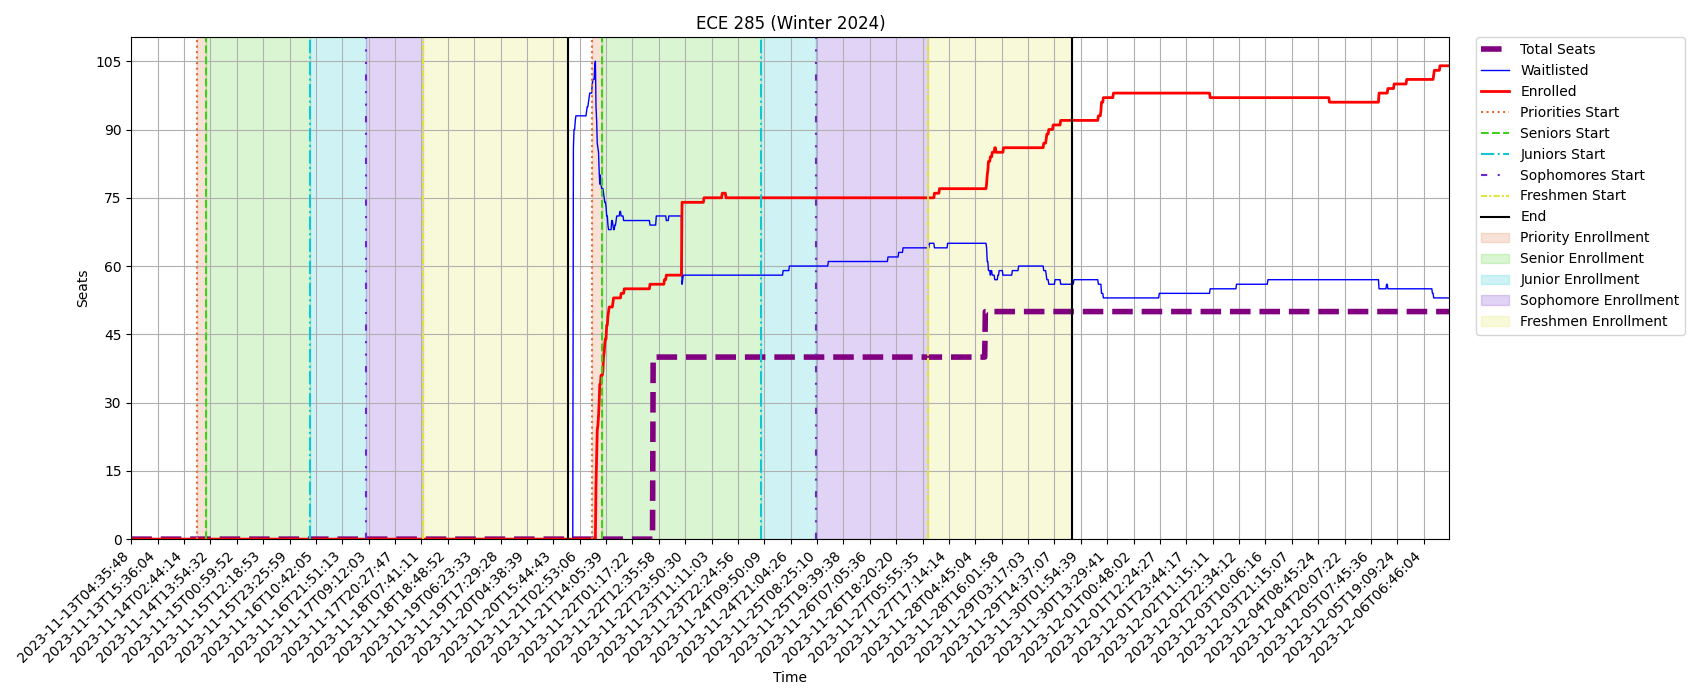 ECE 285 (Winter 2024)
105
90
75
60
45
30
15
0
Seats
2023-11-13T04:35:48
2023-11-13T15:36:04
2023-11-14T02:44:14
2023-11-14T13:54:32
2023-11-15T00:59:52
2023-11-15T12:18:53
2023-11-15T23:25:59
2023-11-16T10:42:05
2023-11-16T21:51:13
2023-11-17T09:12:03
2023-11-17T20:27:47
2023-11-18T07:41:11
2023-11-18T18:48:52
2023-11-19T06:23:33
2023-11-19T17:29:28
2023-11-20T04:38:39
2023-11-20T15:44:43
2023-11-21T02:53:06
2023-11-21T14:05:39
2023-11-22T01:17:22
2023-11-22T12:35:58
2023-11-22T23:50:30
2023-11-23T11:11:03
2023-11-23T22:24:56
2023-11-24T09:50:09
2023-11-24T21:04:26
2023-11-25T08:25:10
2023-11-25T19:39:38
2023-11-26T07:05:36
2023-11-26T18:20:20
2023-11-27T05:55:35
2023-11-27T17:14:14
2023-11-28T04:45:04
2023-11-28T16:01:58
2023-11-29T03:17:03
2023-11-29T14:37:07
2023-11-30T01:54:39
2023-11-30T13:29:41
2023-12-01T00:48:02
2023-12-01T12:24:27
2023-12-01T23:44:17
2023-12-02T11:15:11
2023-12-02T22:34:12
2023-12-03T10:06:16
2023-12-03T21:15:07
2023-12-04T08:45:24
2023-12-04T20:07:22
2023-12-05T07:45:36
2023-12-05T19:09:24
2023-12-06T06:46:04
Time
Total Seats
Waitlisted
Enrolled
Priorities Start
Seniors Start
Juniors Start
Sophomores Start
Freshmen Start
End
Priority Enrollment
Senior Enrollment
Junior Enrollment
Sophomore Enrollment
Freshmen Enrollment